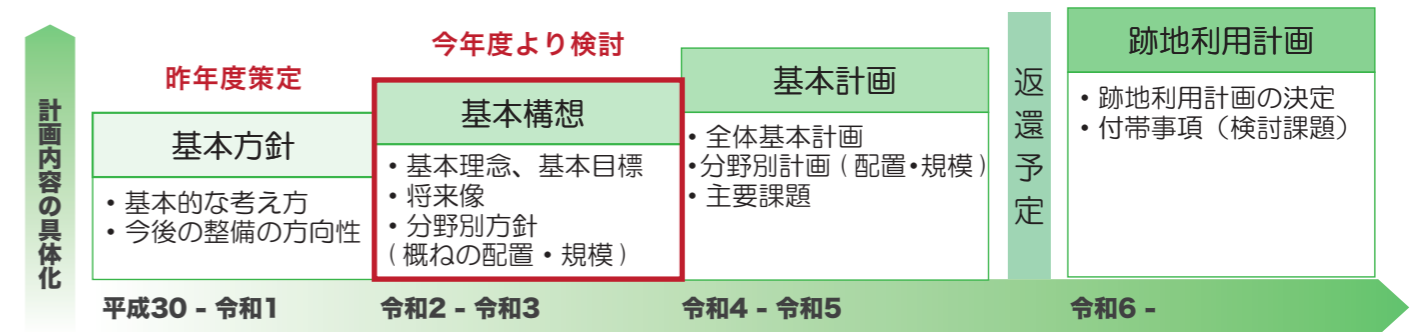 計画内容の具体化
昨年度策定
基本方針
・基本的な考え方
・今後の整備の方向性
今年度より検討
基本構想
・基本理念、基本目標
・将来像
・分野別方針
(概ねの配置・規模)
基本計画
・全体基本計画
・分野別計画(配置・規模)
・主要課題
返還予定
跡地利用計画
・跡地利用計画の決定
・付帯事項(検討課題)
平成30 - 令和1
令和2 - 令和3
令和4 - 令和5
令和6 -